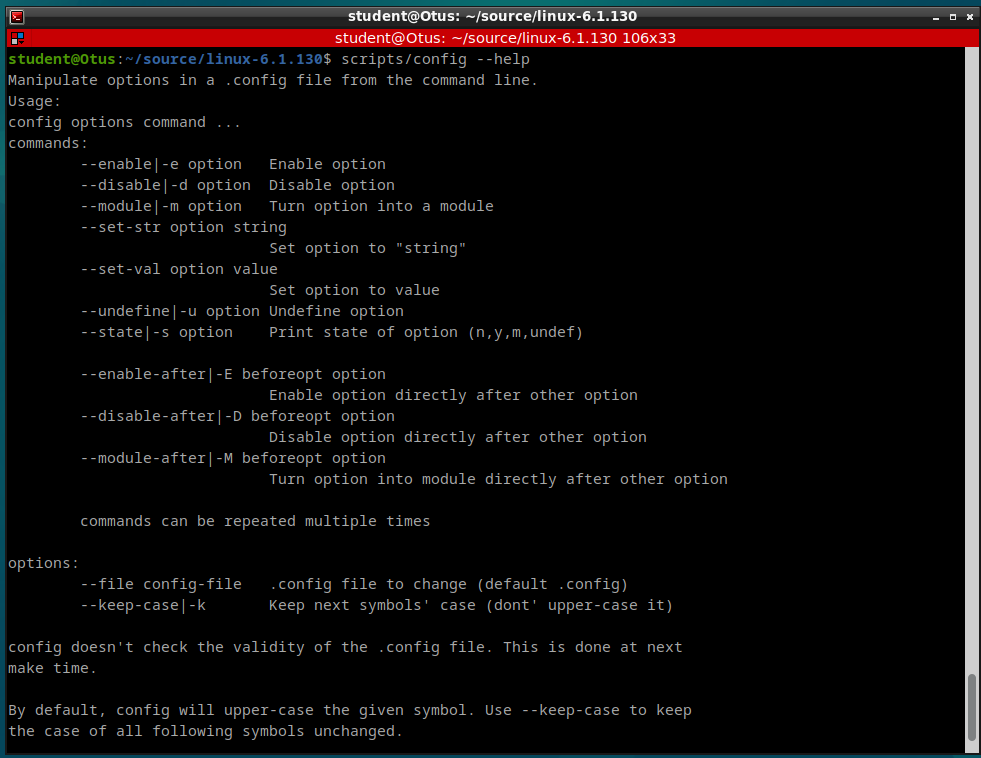 student@Otus: ~/source/linux-6.1.130
student@Otus: ~/source/linux-6.1.130 106x33
student@Otus:~/source/linux-6.1.130$ scripts/config --help
Manipulate options in a .config file from the command line.
Usage:
config options command ...
commands:
        --enable|-e option   Enable option
        --disable|-d option  Disable option
        --module|-m option   Turn option into a module
        --set-str option string
                             Set option to "string"
        --set-val option value
                             Set option to value
        --undefine|-u option Undefine option
        --state|-s option    Print state of option (n,y,m,undef)

        --enable-after|-E beforeopt option
                             Enable option directly after other option
        --disable-after|-D beforeopt option
                             Disable option directly after other option
        --module-after|-M beforeopt option
                             Turn option into module directly after other option

        commands can be repeated multiple times

options:
        --file config-file   .config file to change (default .config)
        --keep-case|-k       Keep next symbols' case (dont' upper-case it)

config doesn't check the validity of the .config file. This is done at next
make time.

By default, config will upper-case the given symbol. Use --keep-case to keep
the case of all following symbols unchanged.